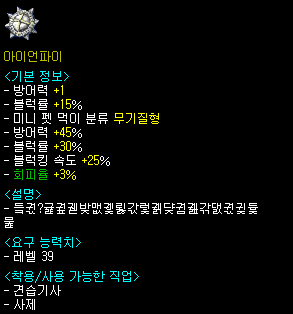 아이언파이
<기본 정보>
- 방어력 +1
- 블럭률 +15%
- 미니 펫 먹이 분류 무기질형
- 방어력 +45%
- 블럭률 +30%
- 블럭킹 속도 +25%
- 회피율 +3%
<설명>
<요구 능력치>
- 레벨 39
<착용/사용 가능한 직업>
- 견습기사
- 사제